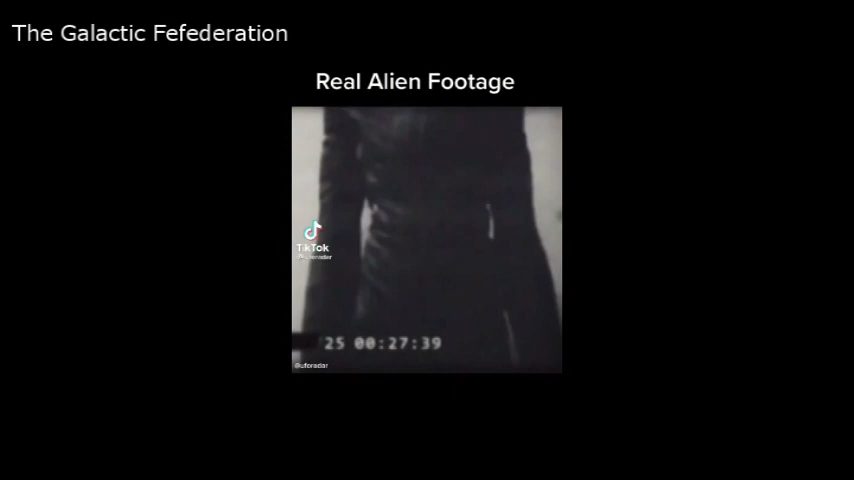 The Galactic Fefederation
Real Alien Footage
TikTok
25 00:27:39
@uforadar